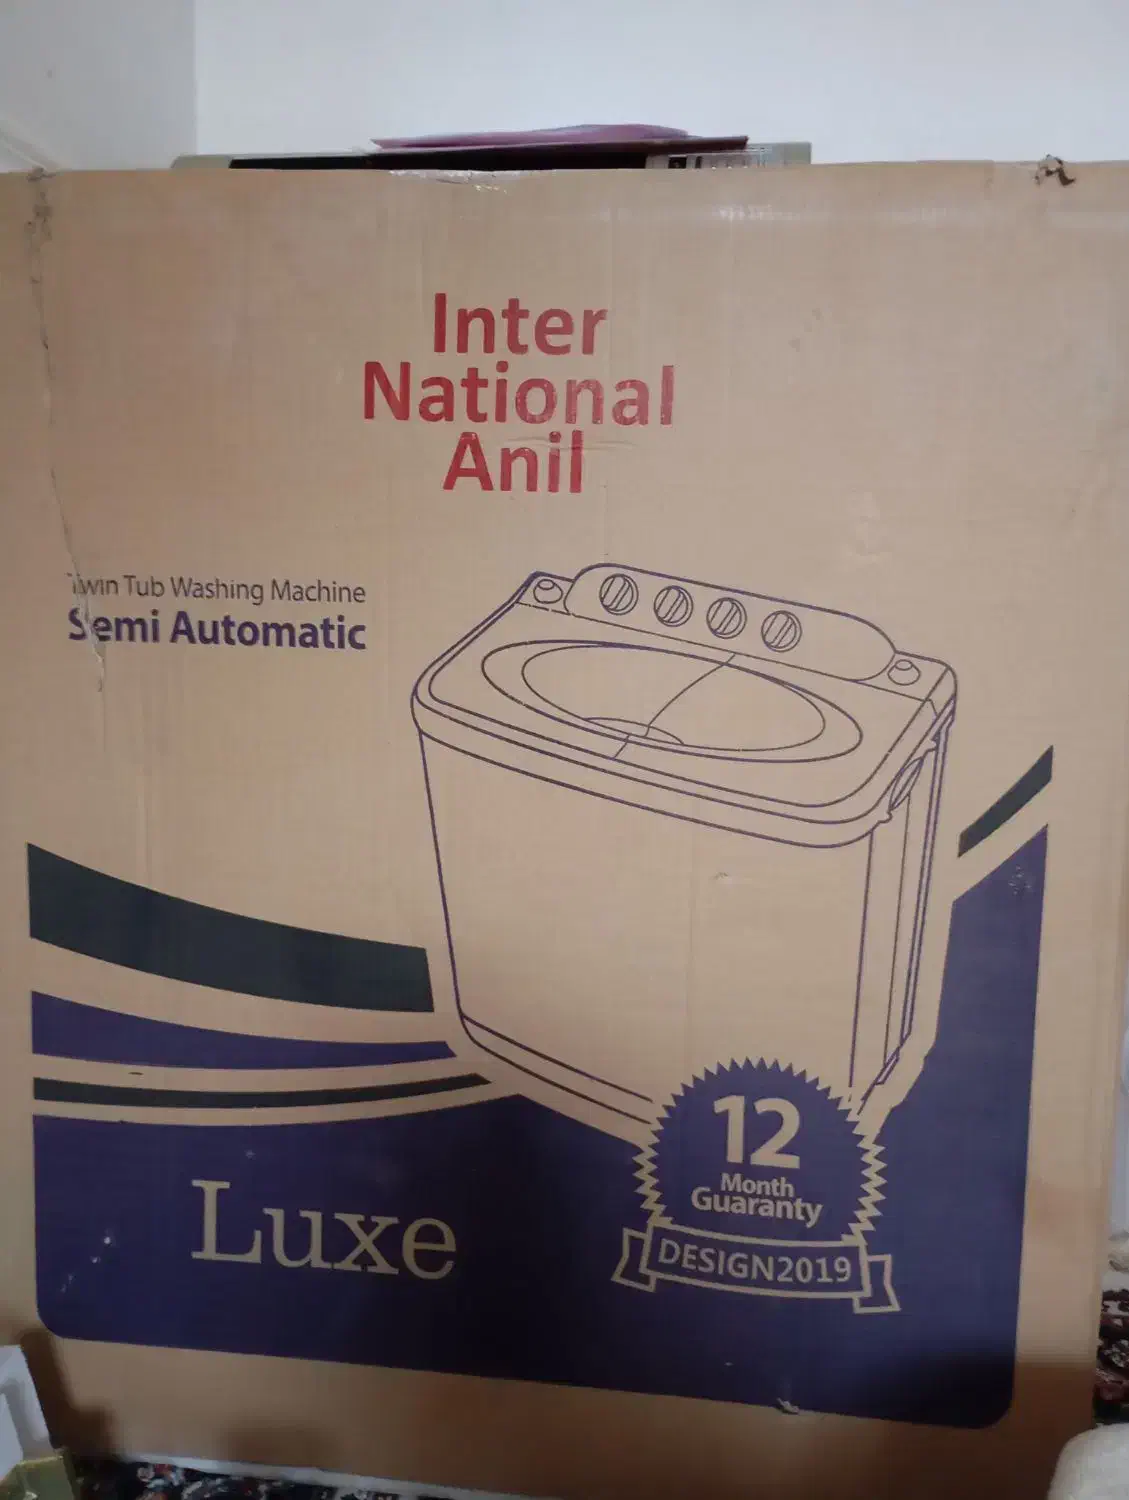 Inter
National
Anil
Twin Tub Washing Machine
Semi Automatic
Luxe
12
Month
Guaranty
DESIGN2019